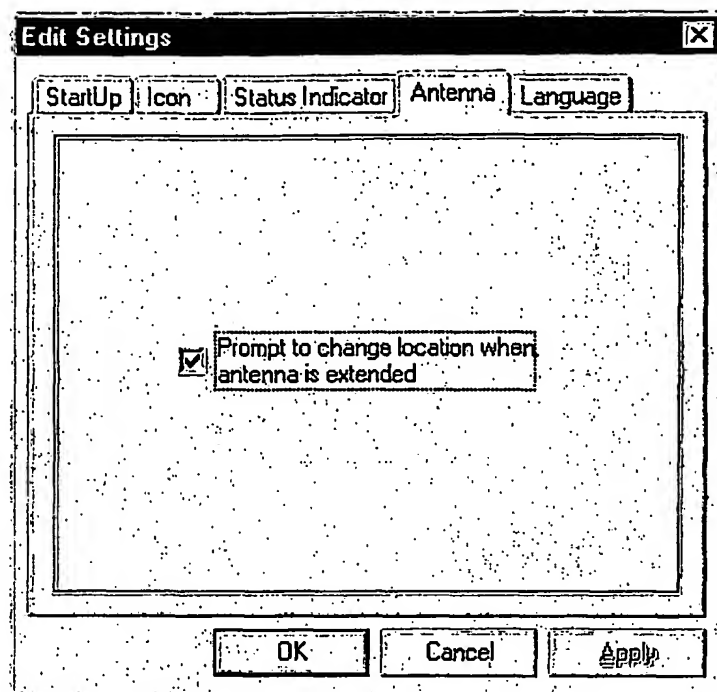 Edit Settings
StartUp Icon Status Indicator Antenna Language
Prompt to change location when
antenna is extended
OK Cancel Apply